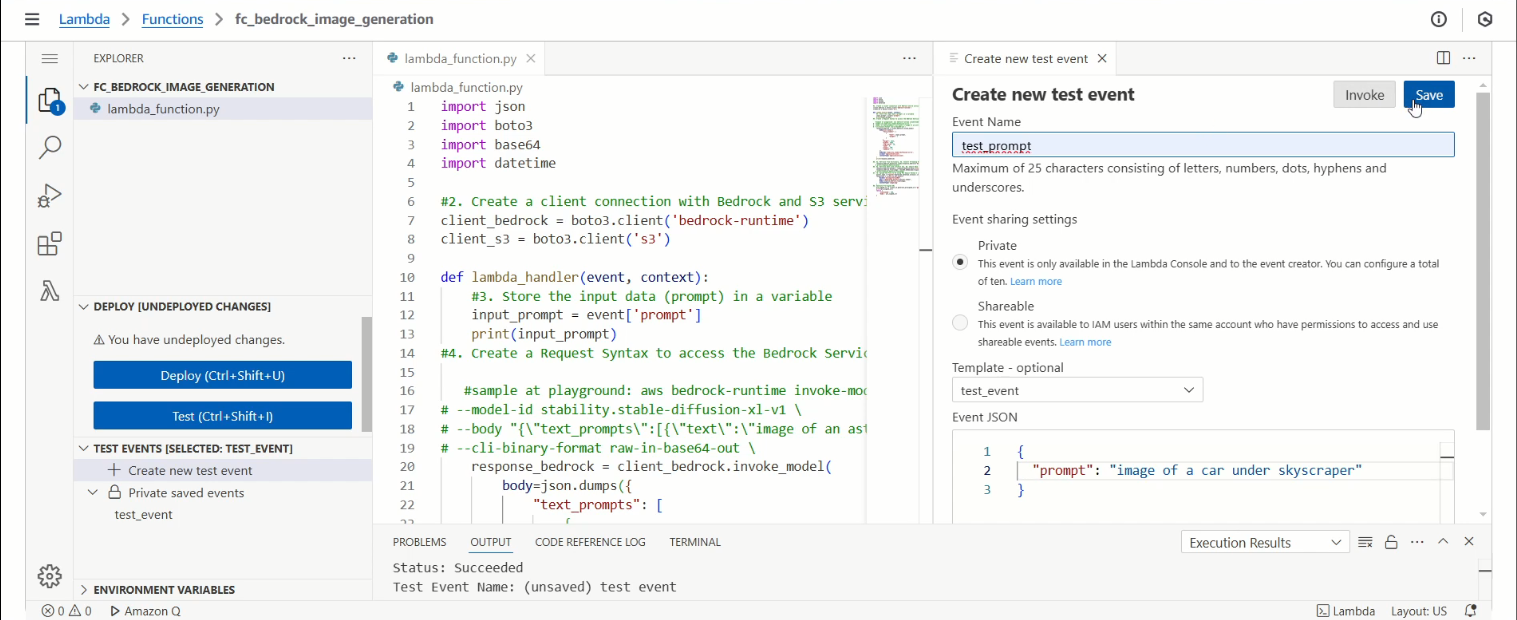 Lambda > Functions > fc_bedrock_image_generation
EXPLORER
FC_BEDROCK_IMAGE_GENERATION
lambda_function.py
1
DEPLOY [UNDEPLOYED CHANGES]
You have undeployed changes.
Deploy (Ctrl+Shift+U)
Test (Ctrl+Shift+I)
TEST EVENTS [SELECTED: TEST_EVENT]
Create new test event
Private saved events
test_event
ENVIRONMENT VARIABLES
lambda_function.py
lambda_function.py
1 import json
2 import boto3
3 import base64
4 import datetime
5
6 #2. Create a client connection with Bedrock and S3 servi
7 client_bedrock = boto3.client('bedrock-runtime')
8 client_s3 = boto3.client('s3')
9
10 def lambda_handler(event, context):
11 #3. Store the input data (prompt) in a variable
12 input_prompt = event['prompt']
13 print(input_prompt)
14 #4. Create a Request Syntax to access the Bedrock Servic
15
16 #sample at playground: aws bedrock-runtime invoke-mod
17 # --model-id stability.stable-diffusion-xl-v1 \
18 # --body "{\"text_prompts\":[{\"text\":\"image of an ast
19 # --cli-binary-format raw-in-base64-out \
20 response_bedrock = client_bedrock.invoke_model(
21 body=json.dumps({
22 "text_prompts": [
23 {
Create new test event
Create new test event
Invoke
Save
Event Name
test_prompt
Maximum of 25 characters consisting of letters, numbers, dots, hyphens and
underscores.
Event sharing settings
Private
This event is only available in the Lambda Console and to the event creator. You can configure a total
of ten. Learn more
Shareable
This event is available to IAM users within the same account who have permissions to access and use
shareable events. Learn more
Template - optional
test_event
Event JSON
1 {
2 "prompt": "image of a car under skyscraper"
3 }
PROBLEMS OUTPUT CODE REFERENCE LOG TERMINAL
Execution Results
Status: Succeeded
Test Event Name: (unsaved) test event
0 0 Amazon Q
Lambda Layout: US